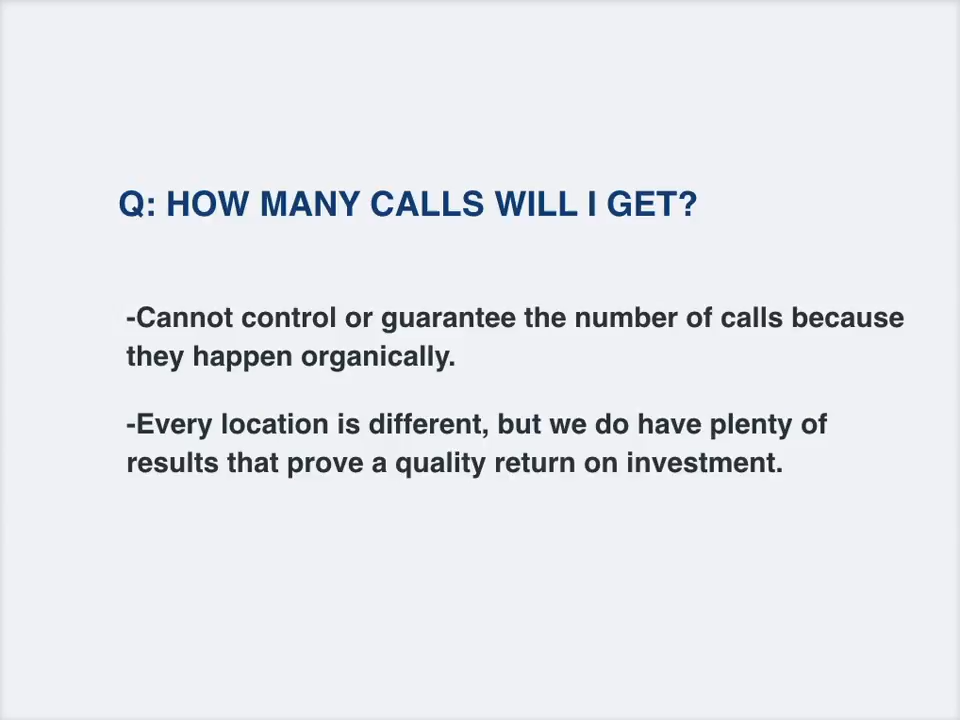 Q: HOW MANY CALLS WILL I GET?
-Cannot control or guarantee the number of calls because
they happen organically.
-Every location is different, but we do have plenty of
results that prove a quality return on investment.